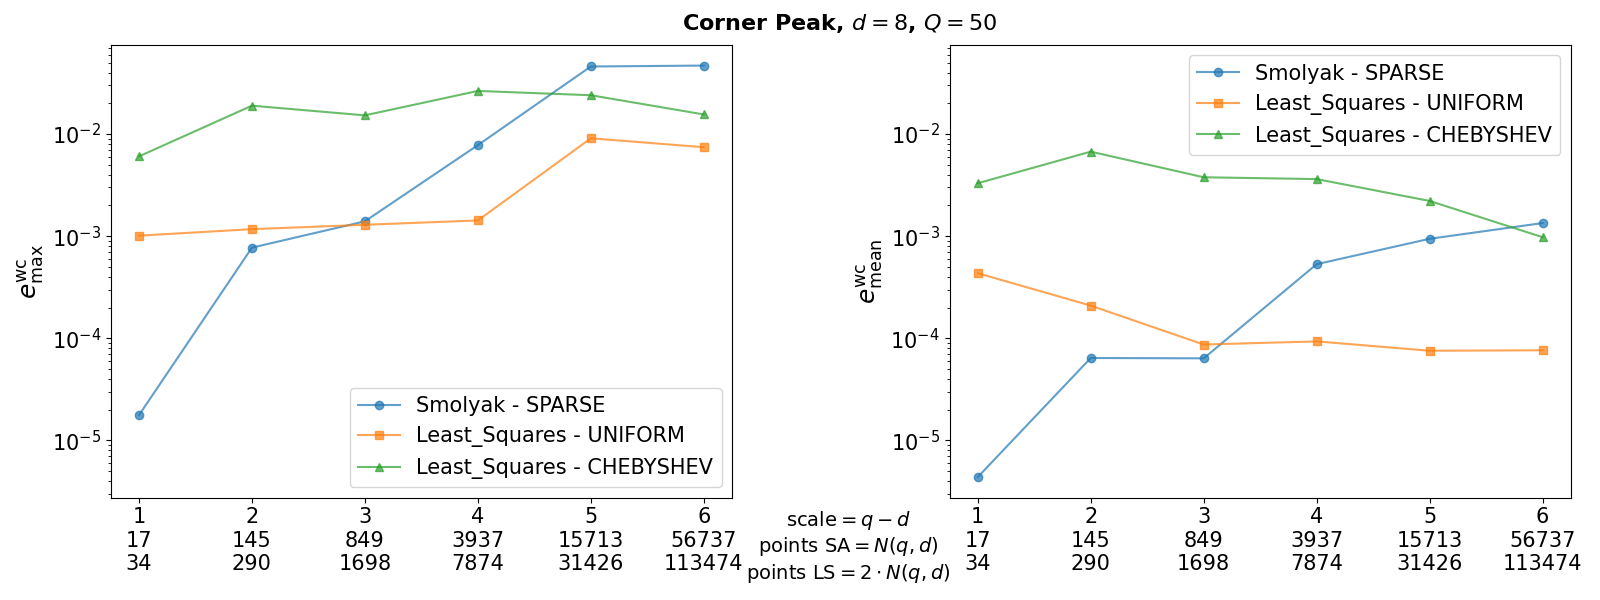 Corner Peak, d = 8, Q = 50
e^wc_max
10^−2
10^−3
10^−4
10^−5
Smolyak - SPARSE
Least_Squares - UNIFORM
Least_Squares - CHEBYSHEV
1 2 3 4 5 6
17 145 849 3937 15713 56737
34 290 1698 7874 31426 113474
scale = q − d
points SA = N(q, d)
points LS = 2 · N(q, d)
e^wc_mean
10^−2
10^−3
10^−4
10^−5
Smolyak - SPARSE
Least_Squares - UNIFORM
Least_Squares - CHEBYSHEV
1 2 3 4 5 6
17 145 849 3937 15713 56737
34 290 1698 7874 31426 113474